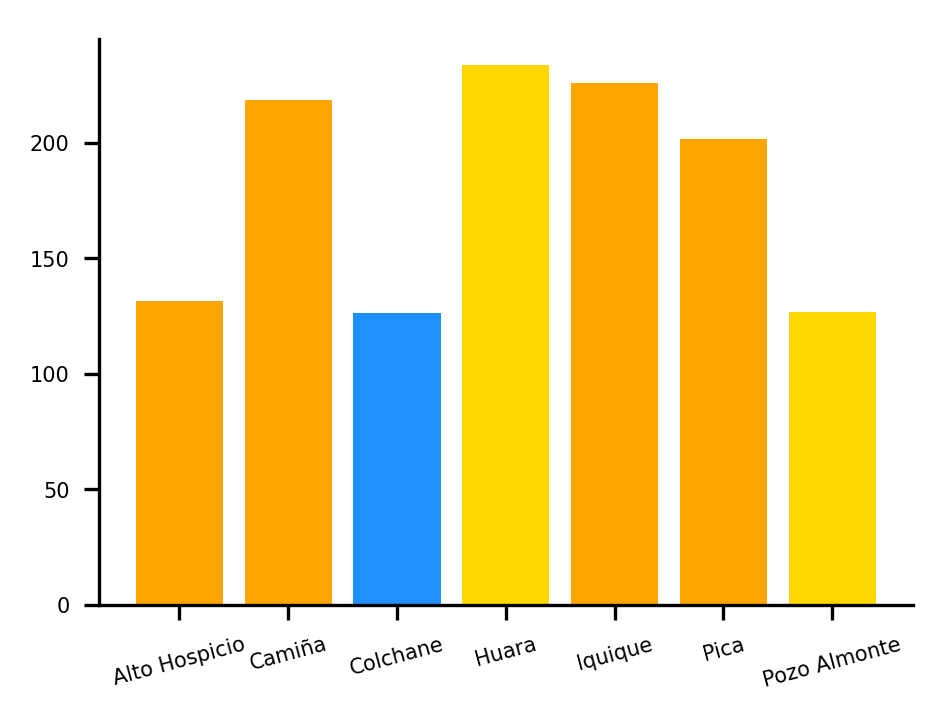 200
150
100
50
0
Alto Hospicio
Camiña
Colchane
Huara
Iquique
Pica
Pozo Almonte